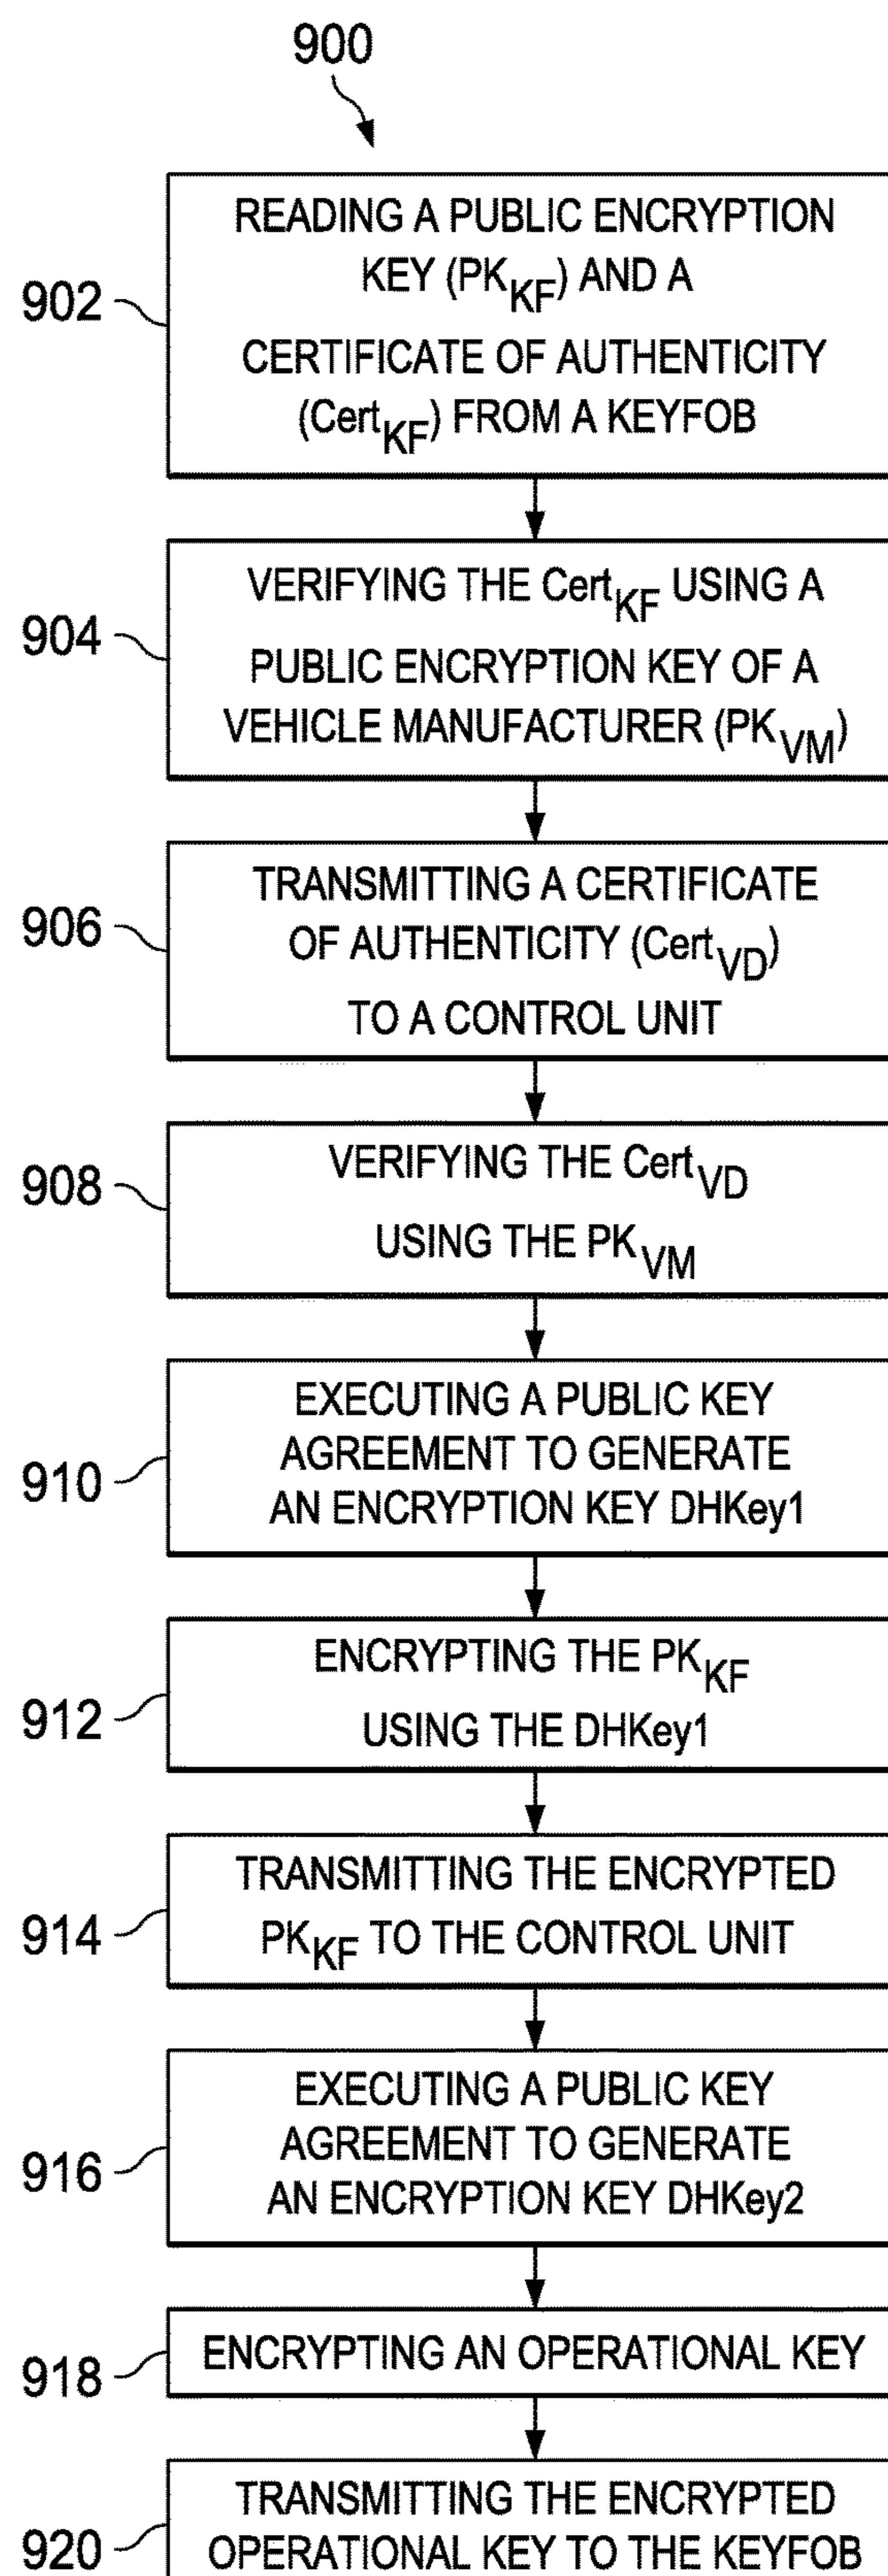 900
902
READING A PUBLIC ENCRYPTION
KEY (PKKF) AND A
CERTIFICATE OF AUTHENTICITY
(CertKF) FROM A KEYFOB
904
VERIFYING THE CertKF USING A
PUBLIC ENCRYPTION KEY OF A
VEHICLE MANUFACTURER (PKVM)
906
TRANSMITTING A CERTIFICATE
OF AUTHENTICITY (CertVD)
TO A CONTROL UNIT
908
VERIFYING THE CertVD
USING THE PKVM
910
EXECUTING A PUBLIC KEY
AGREEMENT TO GENERATE
AN ENCRYPTION KEY DHKey1
912
ENCRYPTING THE PKKF
USING THE DHKey1
914
TRANSMITTING THE ENCRYPTED
PKKF TO THE CONTROL UNIT
916
EXECUTING A PUBLIC KEY
AGREEMENT TO GENERATE
AN ENCRYPTION KEY DHKey2
918
ENCRYPTING AN OPERATIONAL KEY
920
TRANSMITTING THE ENCRYPTED
OPERATIONAL KEY TO THE KEYFOB